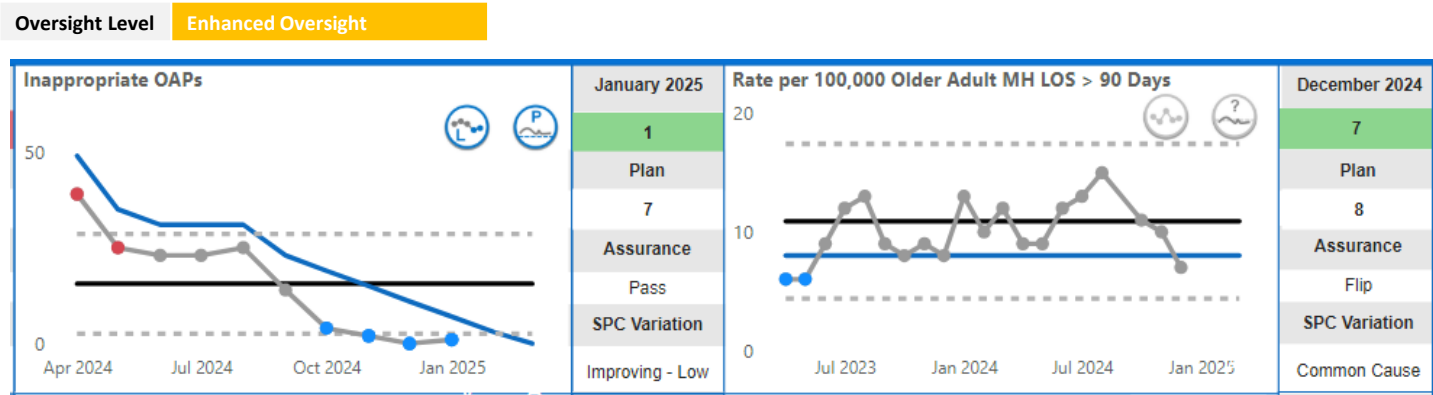 Oversight Level Enhanced Oversight
Inappropriate OAPs
L
P
50
0
Apr 2024 Jul 2024 Oct 2024 Jan 2025
January 2025
1
Plan
7
Assurance
Pass
SPC Variation
Improving - Low
Rate per 100,000 Older Adult MH LOS > 90 Days
?
20
10
0
Jul 2023 Jan 2024 Jul 2024 Jan 2025
December 2024
7
Plan
8
Assurance
Flip
SPC Variation
Common Cause